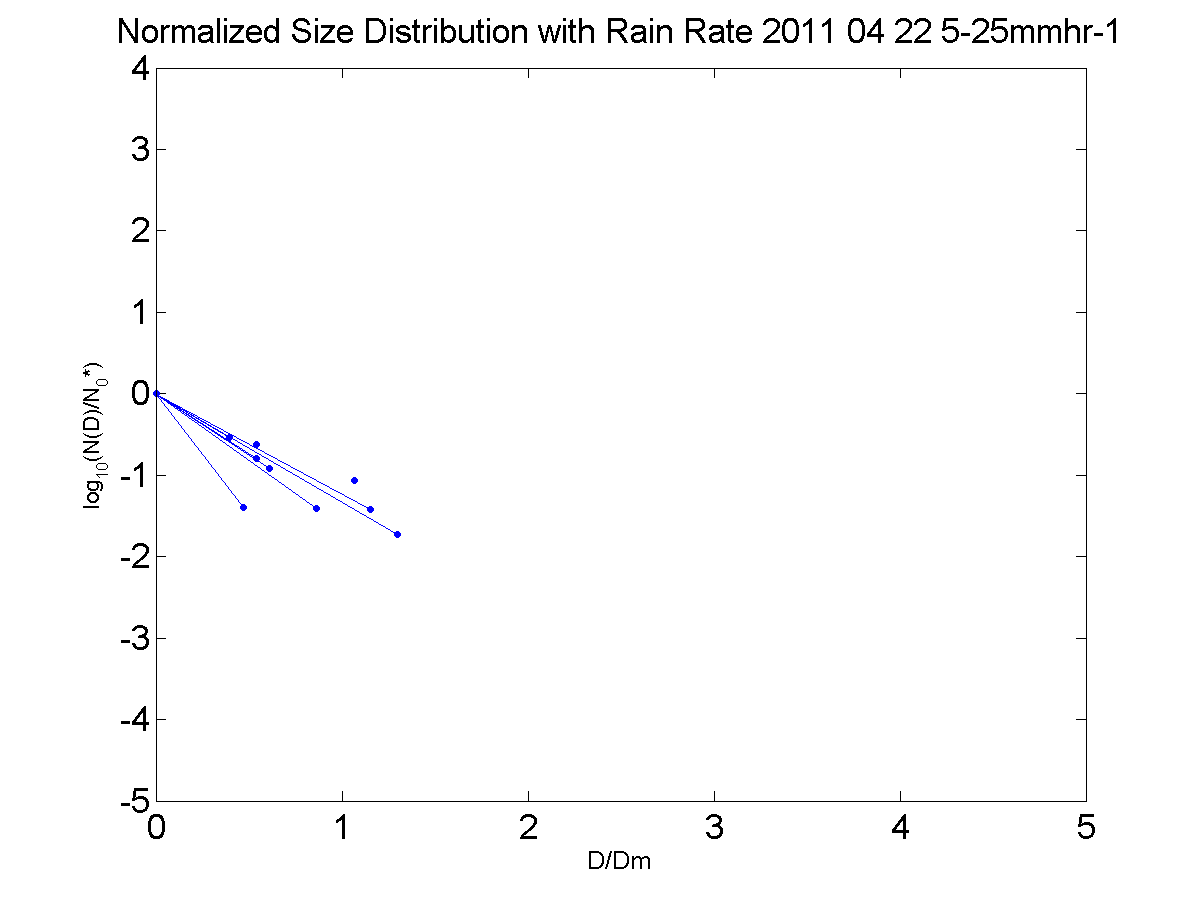 Normalized Size Distribution with Rain Rate 2011 04 22 5-25mmhr-1
4
3
2
1
0
-1
-2
-3
-4
-5
log10(N(D)/N0*)
0 1 2 3 4 5
D/Dm